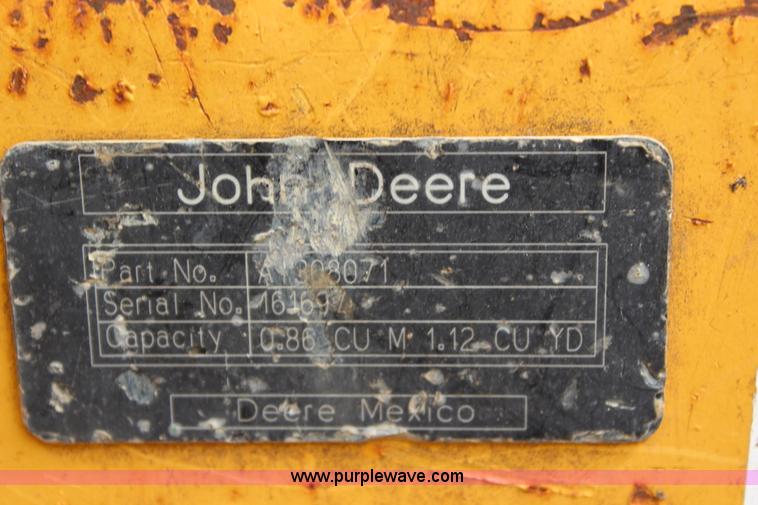 John Deere
Part No.
Serial No.
Capacity 0.86 CU M 1.12 CU YD
Deere Mexico
www.purplewave.com